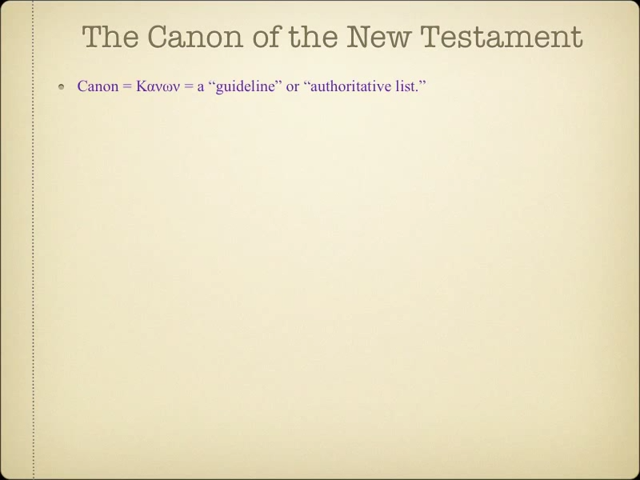 The Canon of the New Testament
Canon = Κανων = a “guideline” or “authoritative list.”